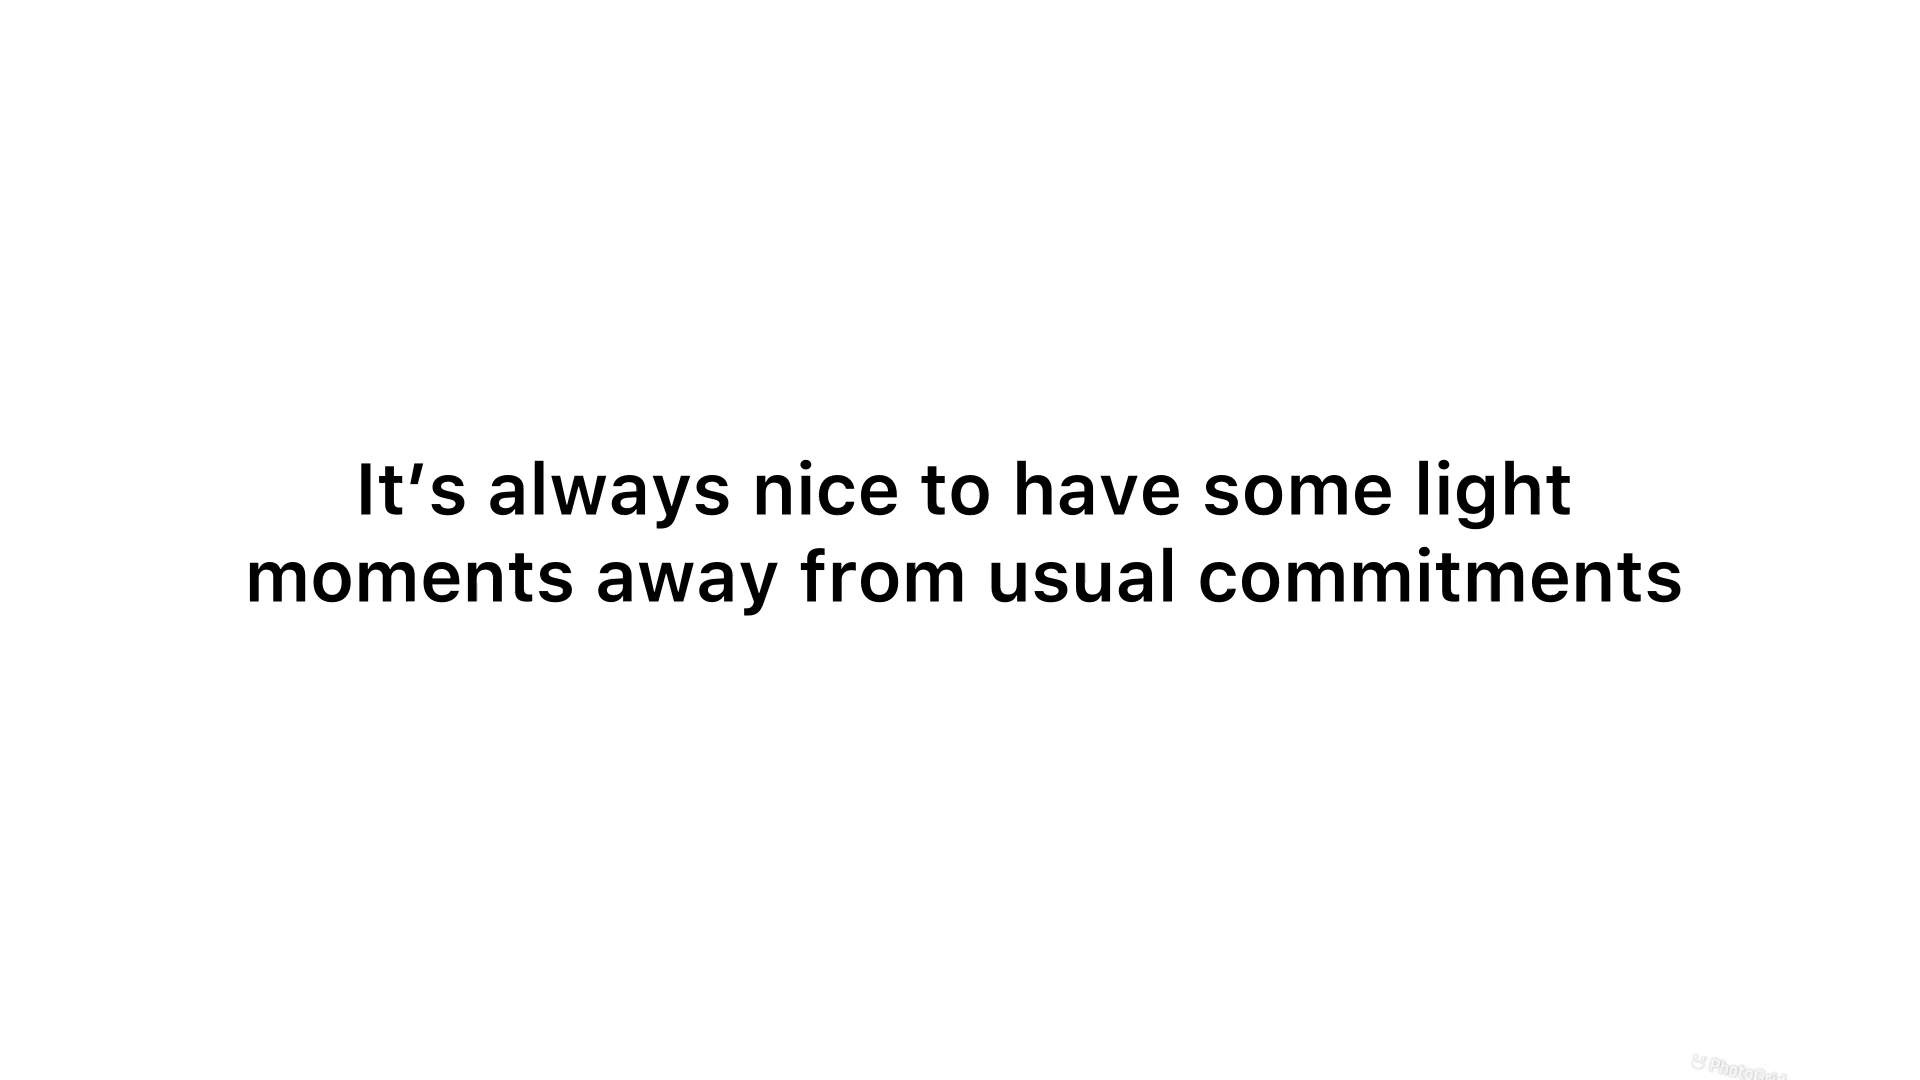 It’s always nice to have some light
moments away from usual commitments